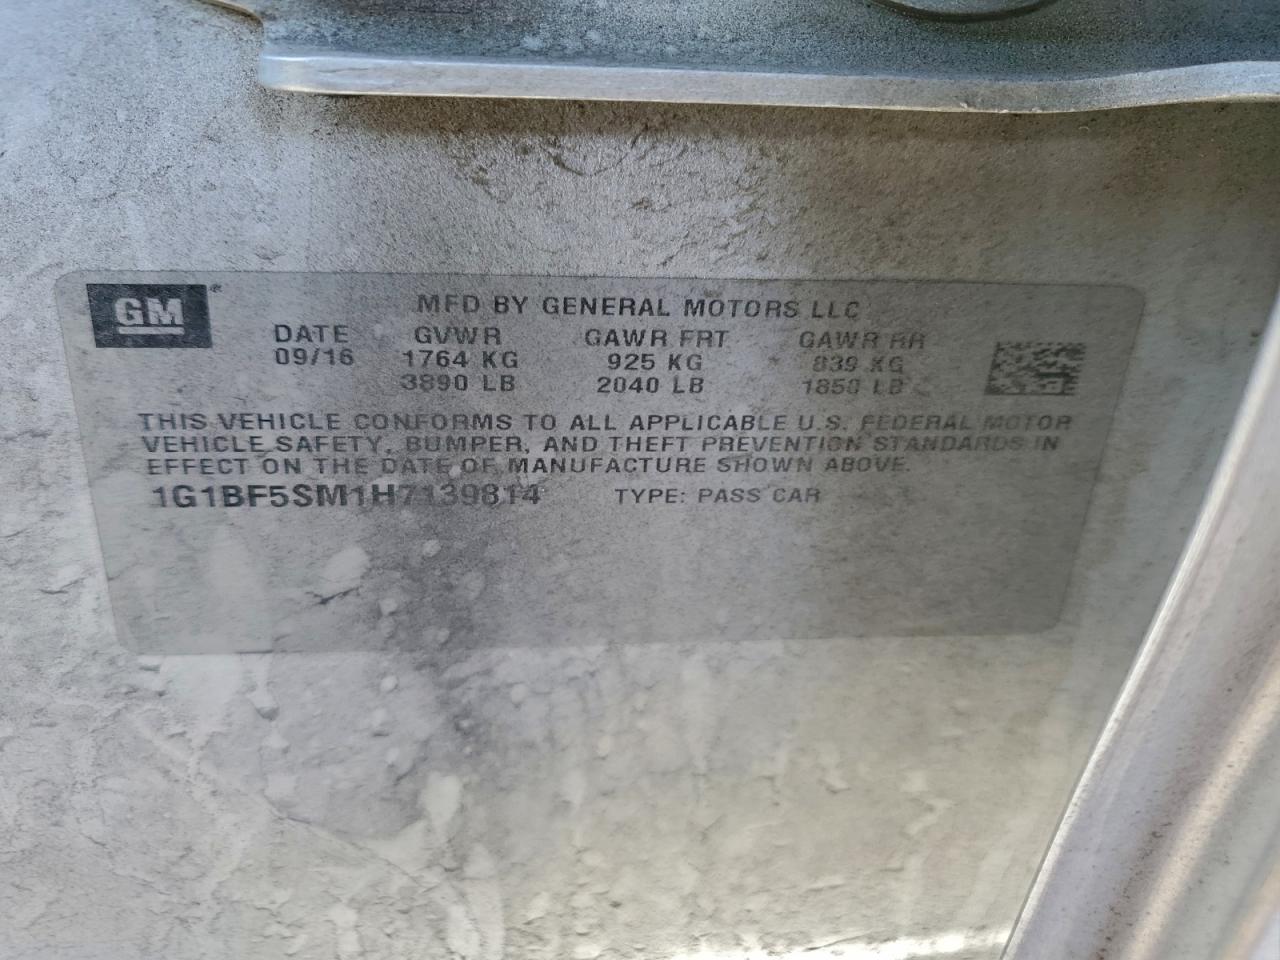 GM®
MFD BY GENERAL MOTORS LLC
DATE GVWR GAWR FRT GAWR RR
09/16 1764 KG 925 KG 839 KG
3890 LB 2040 LB 1850 LB
THIS VEHICLE CONFORMS TO ALL APPLICABLE U.S. FEDERAL MOTOR
VEHICLE SAFETY, BUMPER, AND THEFT PREVENTION STANDARDS IN
EFFECT ON THE DATE OF MANUFACTURE SHOWN ABOVE.
1G1BF5SM1H7139814 TYPE: PASS CAR